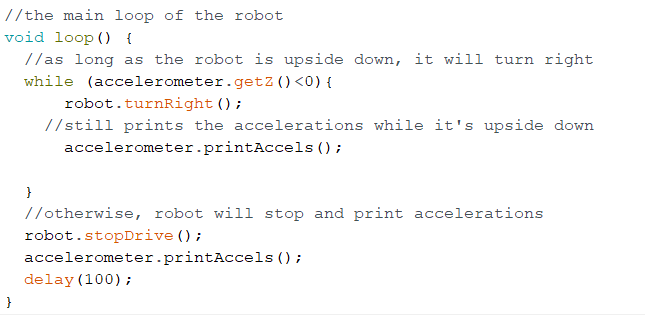 //the main loop of the robot
void loop() {
  //as long as the robot is upside down, it will turn right
  while (accelerometer.getZ()<0){
      robot.turnRight();
    //still prints the accelerations while it's upside down
      accelerometer.printAccels();

  }
  //otherwise, robot will stop and print accelerations
  robot.stopDrive();
  accelerometer.printAccels();
  delay(100);
}